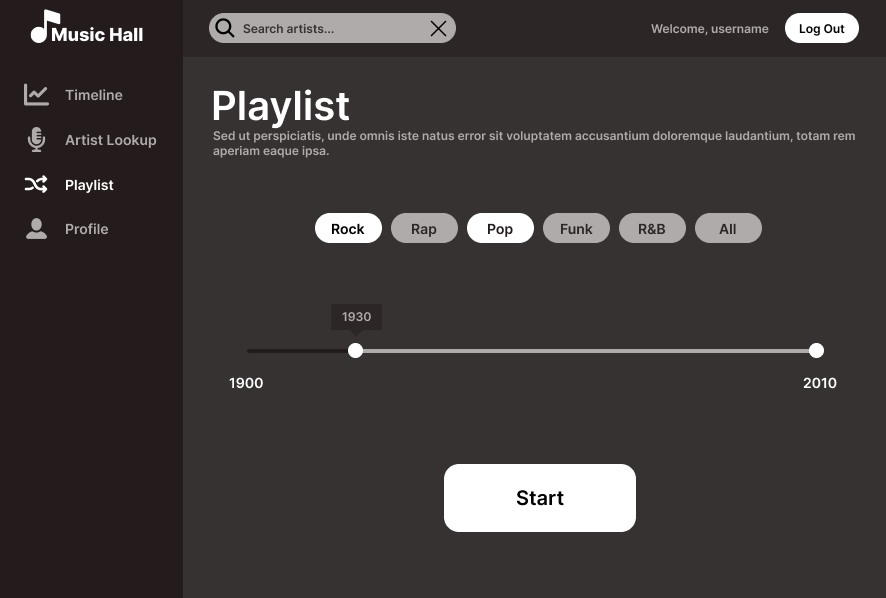 Music Hall
Search artists...
Welcome, username
Log Out
Timeline
Artist Lookup
Playlist
Profile
Playlist
Sed ut perspiciatis, unde omnis iste natus error sit voluptatem accusantium doloremque laudantium, totam rem
aperiam eaque ipsa.
Rock
Rap
Pop
Funk
R&B
All
1930
1900
2010
Start